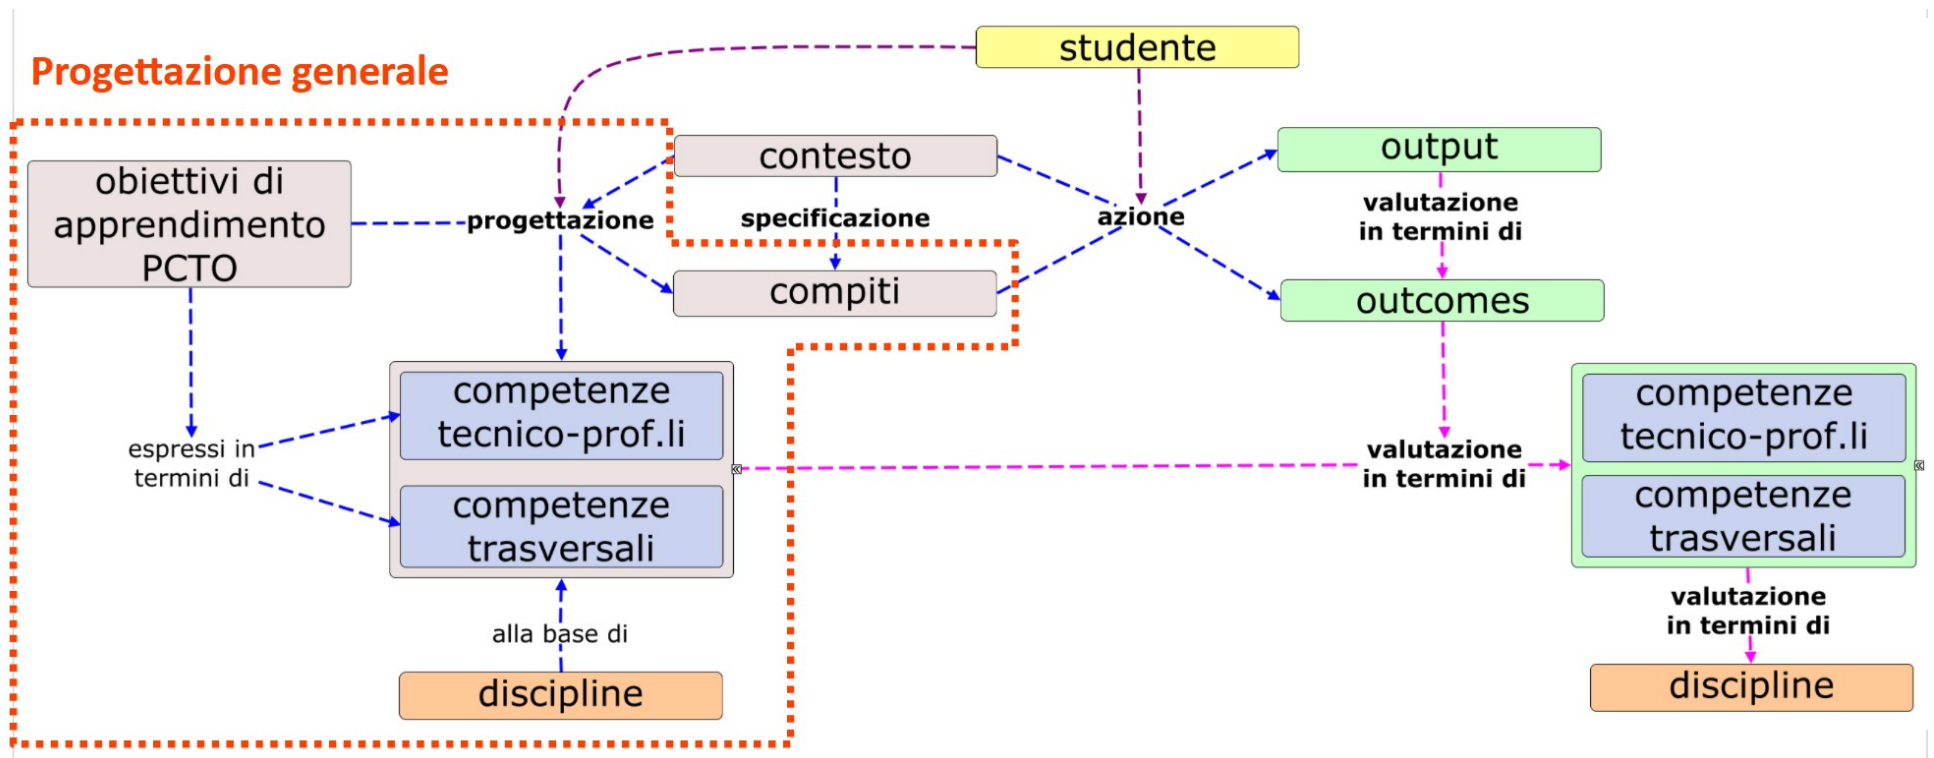 studente
Progettazione generale
contesto
output
obiettivi di
apprendimento
PCTO
progettazione
specificazione
azione
valutazione
in termini di
compiti
outcomes
competenze
tecnico-prof.li
competenze
trasversali
espressi in
termini di
valutazione
in termini di
competenze
tecnico-prof.li
competenze
trasversali
alla base di
discipline
valutazione
in termini di
discipline